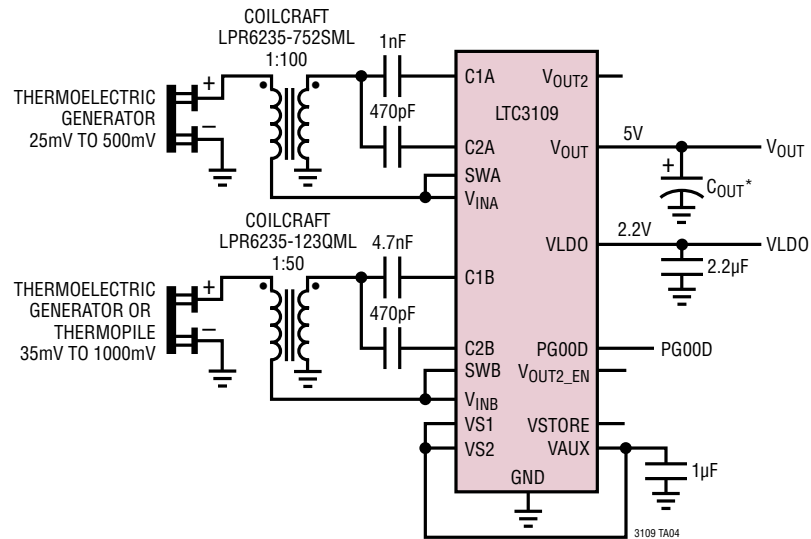 COILCRAFT
LPR6235-752SML
1:100
1nF
470pF
+
–
THERMOELECTRIC
GENERATOR
25mV TO 500mV
COILCRAFT
LPR6235-123QML
1:50
4.7nF
470pF
+
–
THERMOELECTRIC
GENERATOR OR
THERMOPILE
35mV TO 1000mV
C1A
C2A
SWA
VINA
C1B
C2B
SWB
VINB
VS1
VS2
LTC3109
GND
VOUT2
VOUT
VLDO
PG00D
VOUT2_EN
VSTORE
VAUX
5V
VOUT
+
COUT*
2.2V
VLDO
2.2µF
PG00D
1µF
3109 TA04